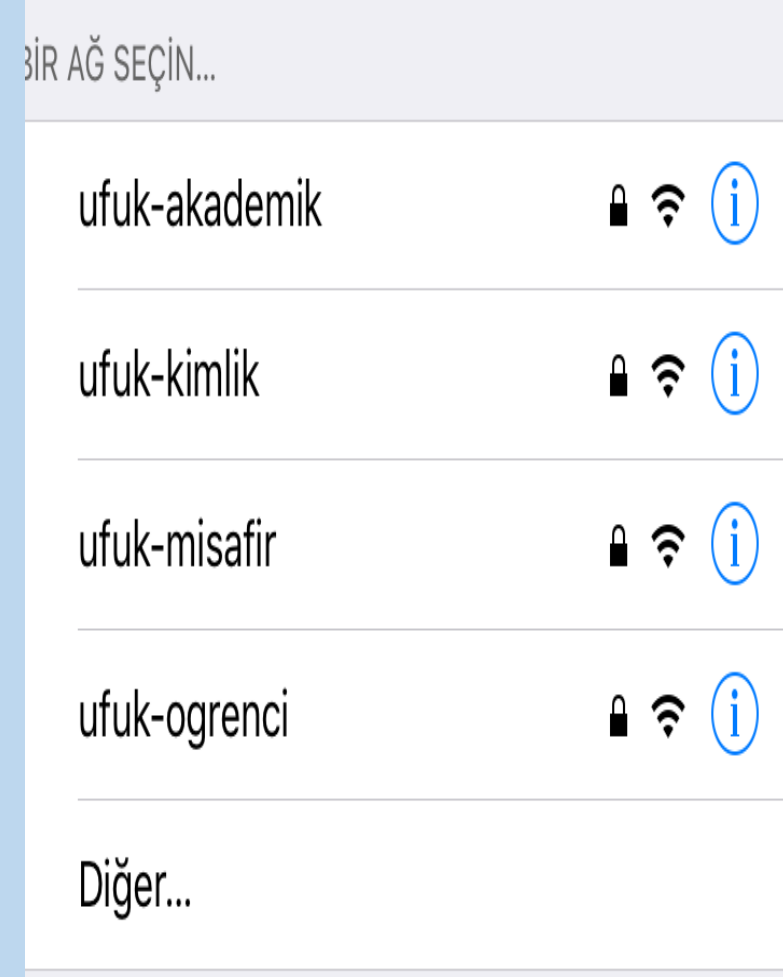 BİR AĞ SEÇİN...
ufuk-akademik
ufuk-kimlik
ufuk-misafir
ufuk-ogrenci
Diğer...